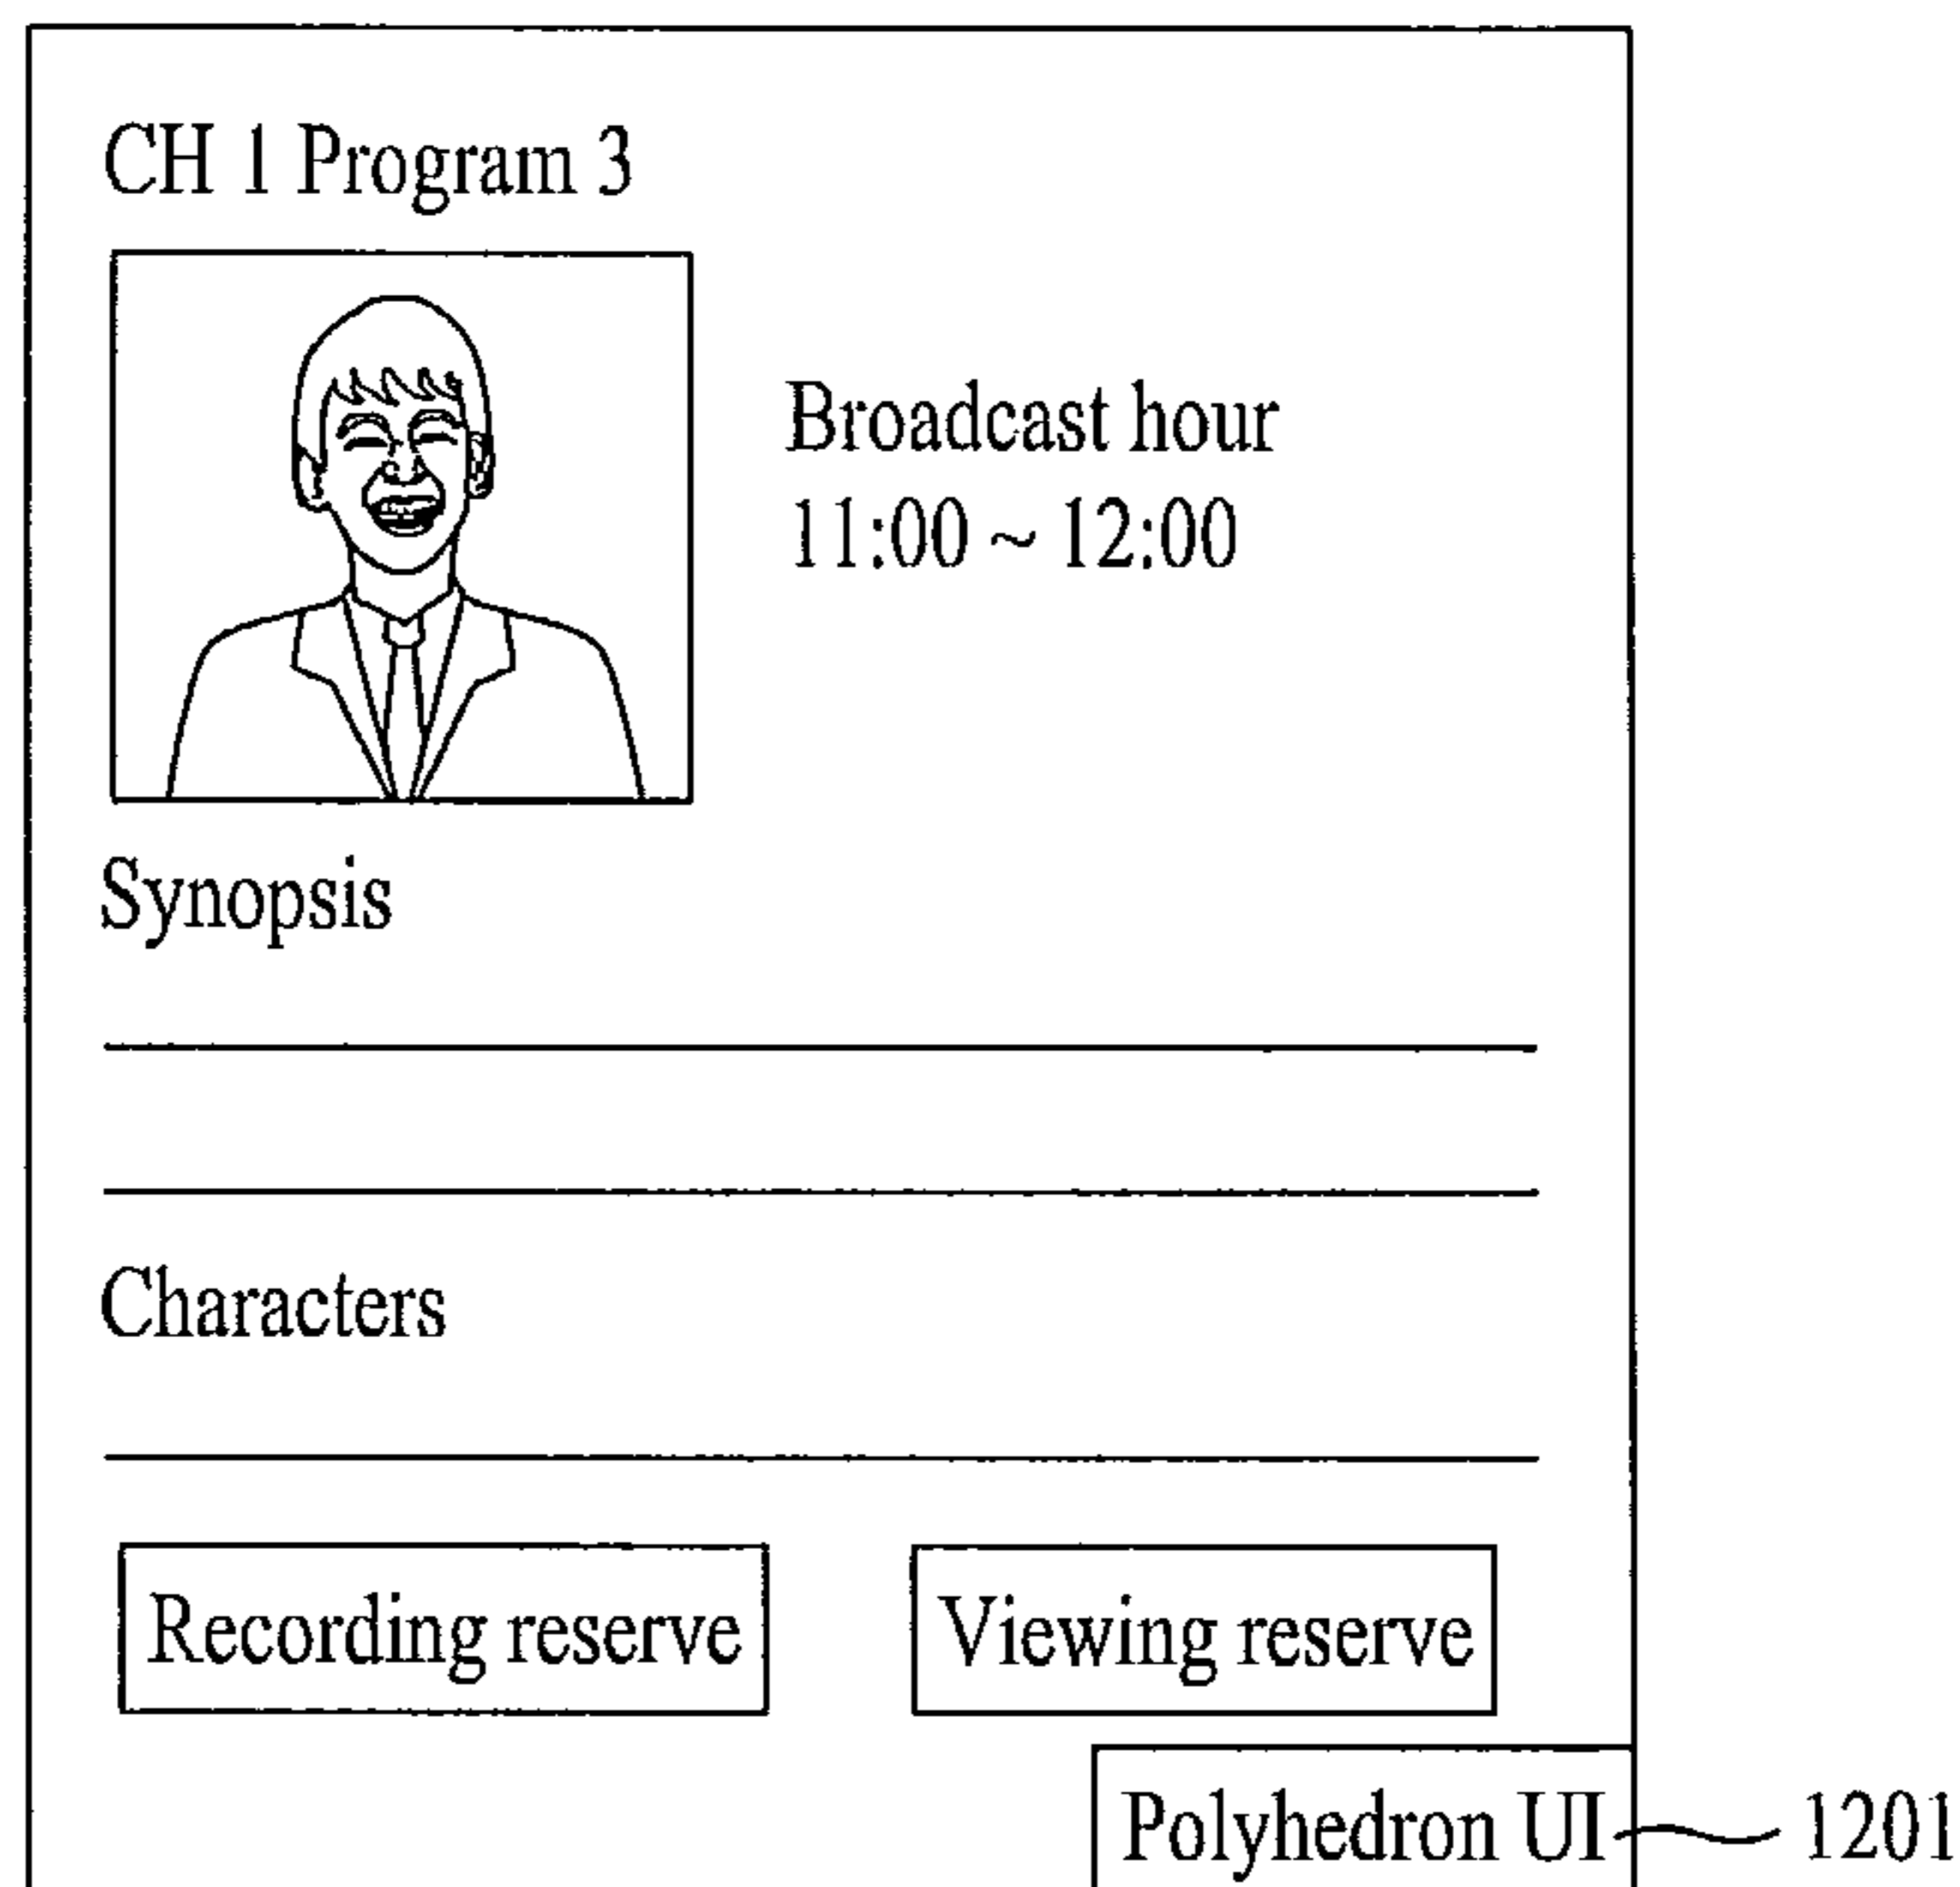 CH 1 Program 3
Broadcast hour
11:00 ~ 12:00
Synopsis
Characters
Recording reserve
Viewing reserve
Polyhedron UI
1201